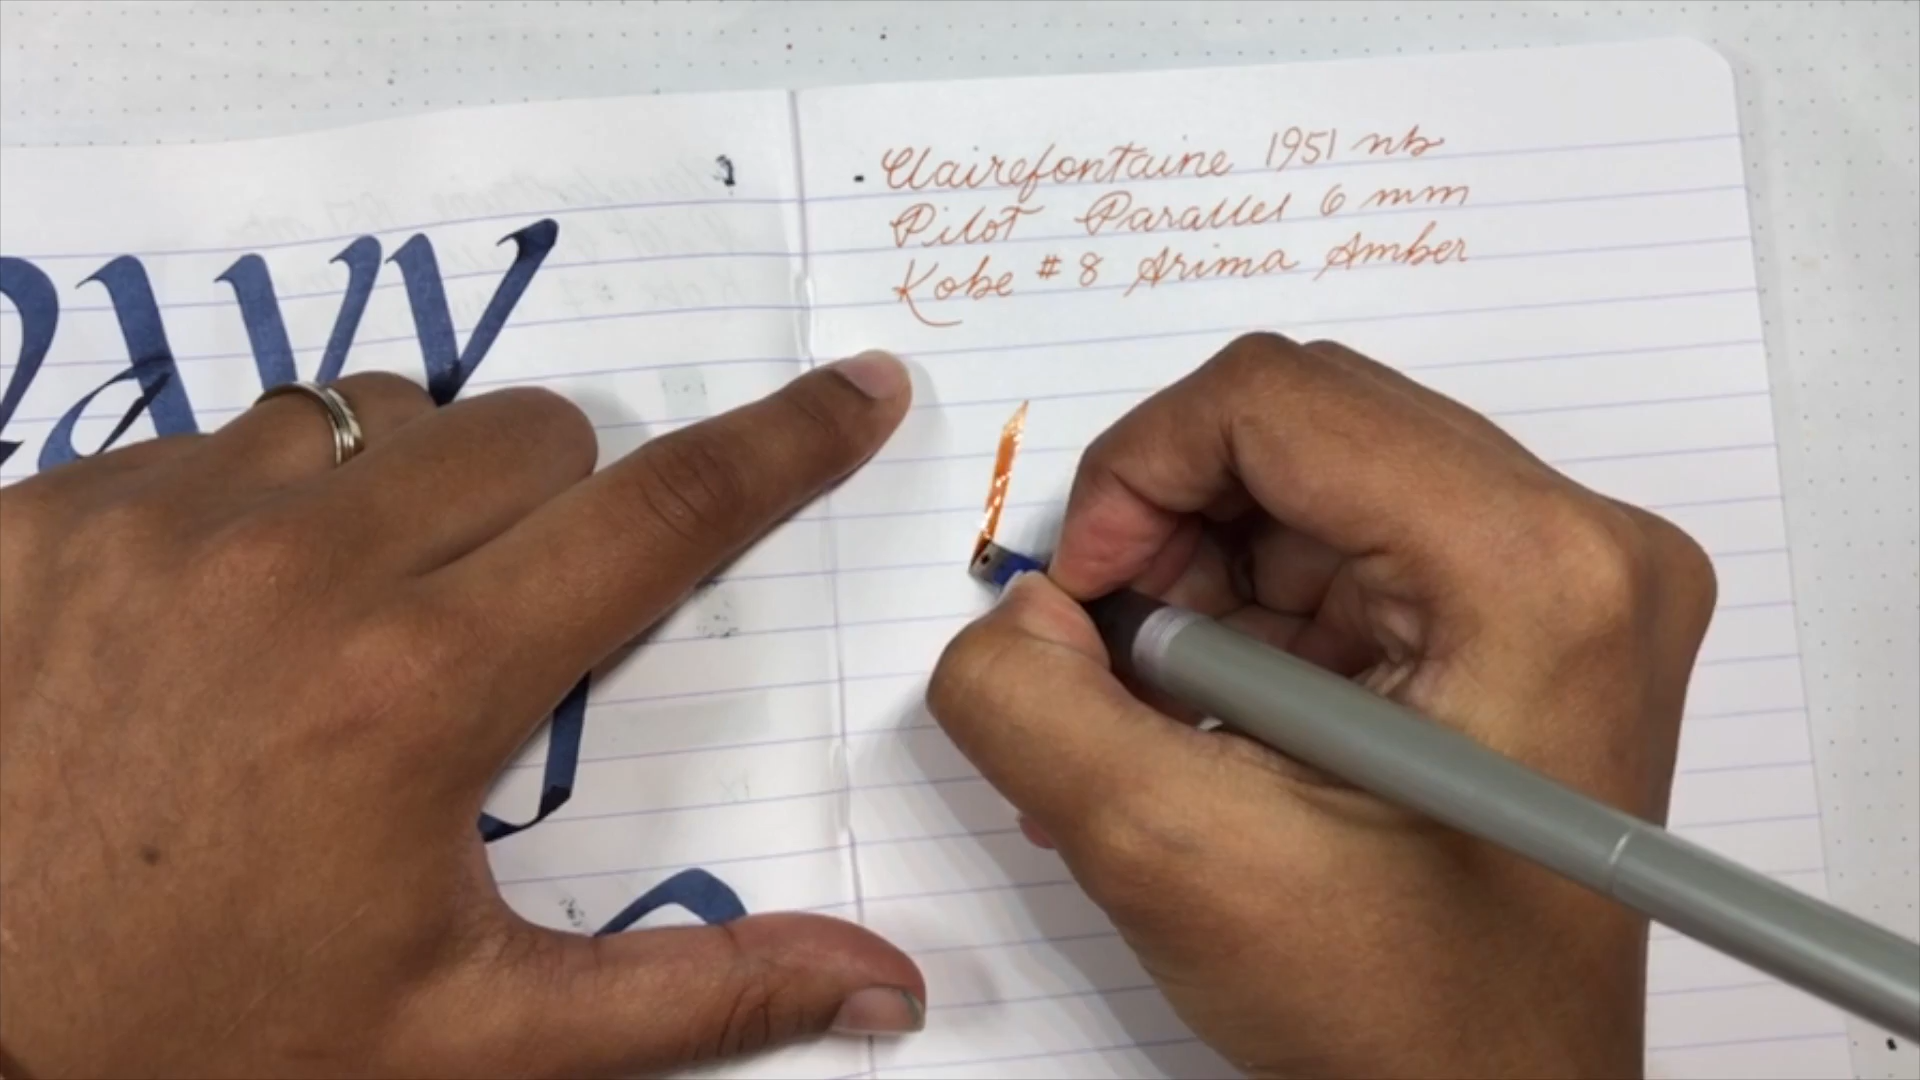 Clairefontaine 1951 nb
Pilot Parallel 6 mm
Kobe # 8 Arima Amber